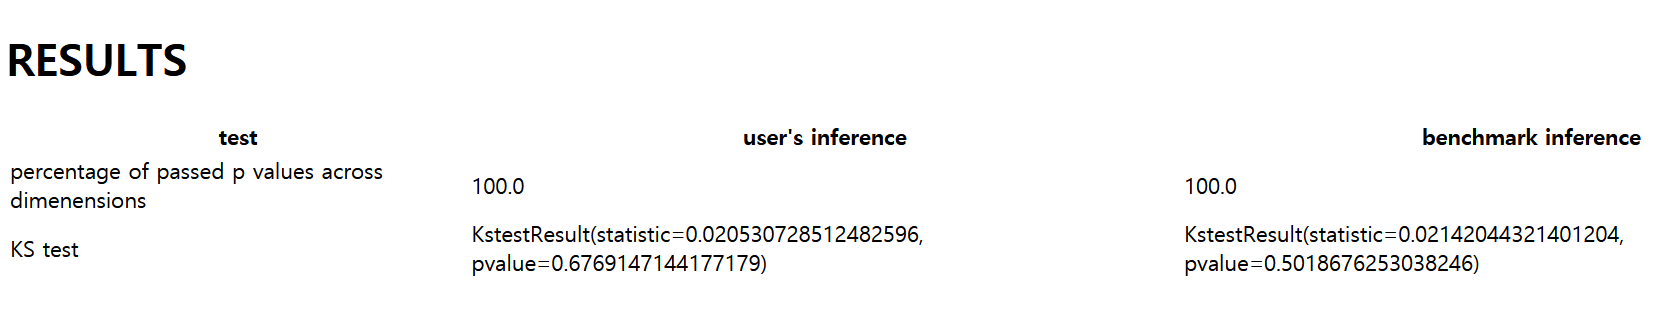 RESULTS
test user's inference benchmark inference
percentage of passed p values across
dimenensions
100.0 100.0
KS test
KstestResult(statistic=0.020530728512482596,
pvalue=0.6769147144177179)
KstestResult(statistic=0.02142044321401204,
pvalue=0.5018676253038246)